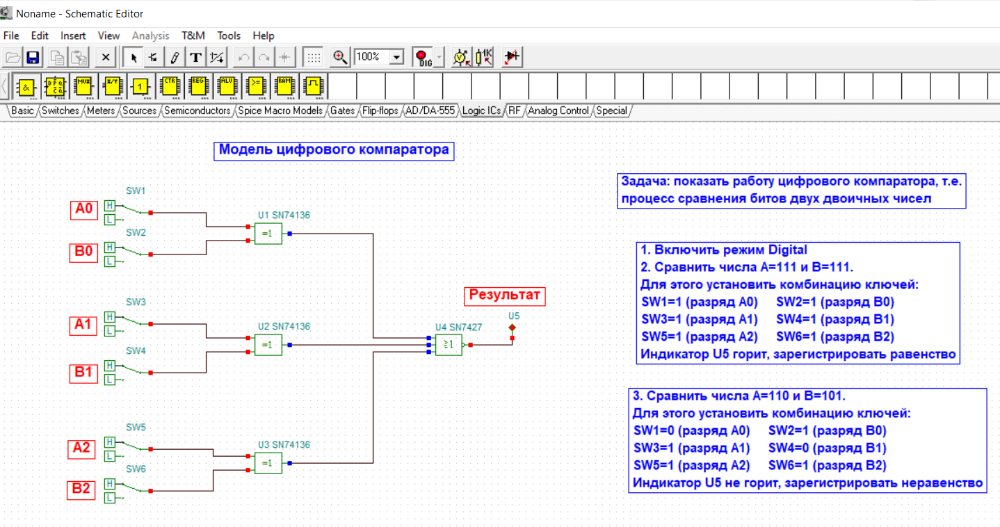 Noname - Schematic Editor
File Edit Insert View Analysis T&M Tools Help
100% DIG 1K
& MUX X/Y 1 CTR REG ALU >= RAM
Basic Switches Meters Sources Semiconductors Spice Macro Models Gates Flip-flops AD/DA-555 Logic ICs RF Analog Control Special
Модель цифрового компаратора
Задача: показать работу цифрового компаратора, т.е.
процесс сравнения битов двух двоичных чисел
SW1
A0 H
L
U1 SN74136
=1
SW2
B0 H
L
1. Включить режим Digital
2. Сравнить числа A=111 и B=111.
Для этого установить комбинацию ключей:
SW1=1 (разряд A0) SW2=1 (разряд B0)
SW3=1 (разряд A1) SW4=1 (разряд B1)
SW5=1 (разряд A2) SW6=1 (разряд B2)
Индикатор U5 горит, зарегистрировать равенство
Результат
SW3
A1 H
L
U2 SN74136
=1
U4 SN7427
≥1
U5
SW4
B1 H
L
3. Сравнить числа A=110 и B=101.
Для этого установить комбинацию ключей:
SW1=0 (разряд A0) SW2=1 (разряд B0)
SW3=1 (разряд A1) SW4=0 (разряд B1)
SW5=1 (разряд A2) SW6=1 (разряд B2)
Индикатор U5 не горит, зарегистрировать неравенство
SW5
A2 H
L
U3 SN74136
=1
SW6
B2 H
L